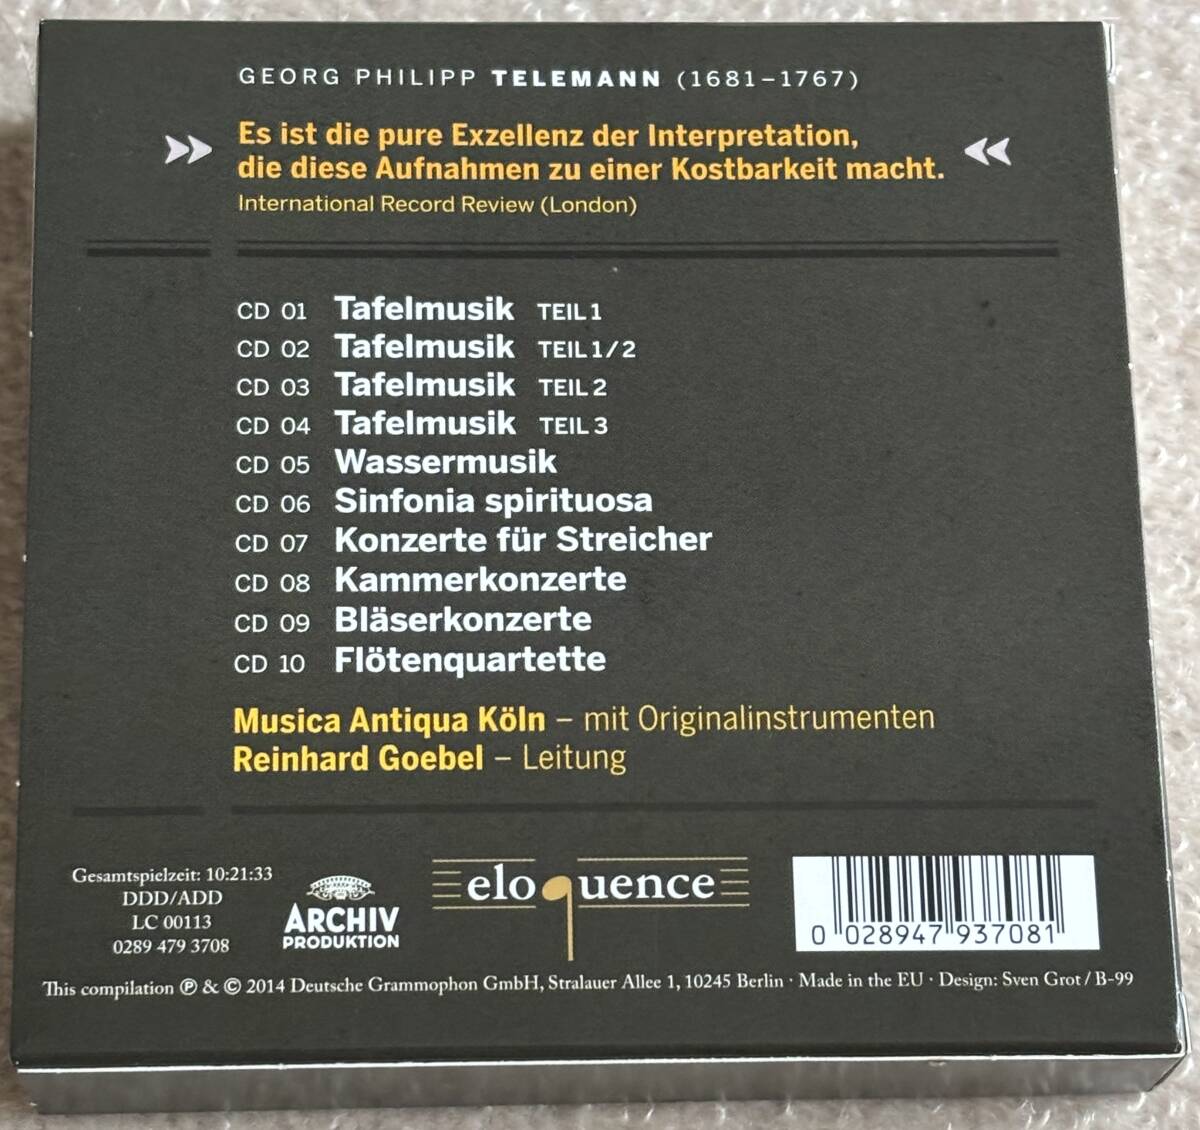 GEORG PHILIPP TELEMANN (1681–1767)
»» Es ist die pure Exzellenz der Interpretation,
die diese Aufnahmen zu einer Kostbarkeit macht. ««
International Record Review (London)
CD 01 Tafelmusik TEIL 1
CD 02 Tafelmusik TEIL 1/2
CD 03 Tafelmusik TEIL 2
CD 04 Tafelmusik TEIL 3
CD 05 Wassermusik
CD 06 Sinfonia spirituosa
CD 07 Konzerte für Streicher
CD 08 Kammerkonzerte
CD 09 Bläserkonzerte
CD 10 Flötenquartette
Musica Antiqua Köln – mit Originalinstrumenten
Reinhard Goebel – Leitung
Gesamtspielzeit: 10:21:33
DDD/ADD
LC 00113
0289 479 3708
ARCHIV
PRODUKTION
eloquence
0 028947 937081
This compilation ℗ & © 2014 Deutsche Grammophon GmbH, Stralauer Allee 1, 10245 Berlin · Made in the EU · Design: Sven Grot / B-99